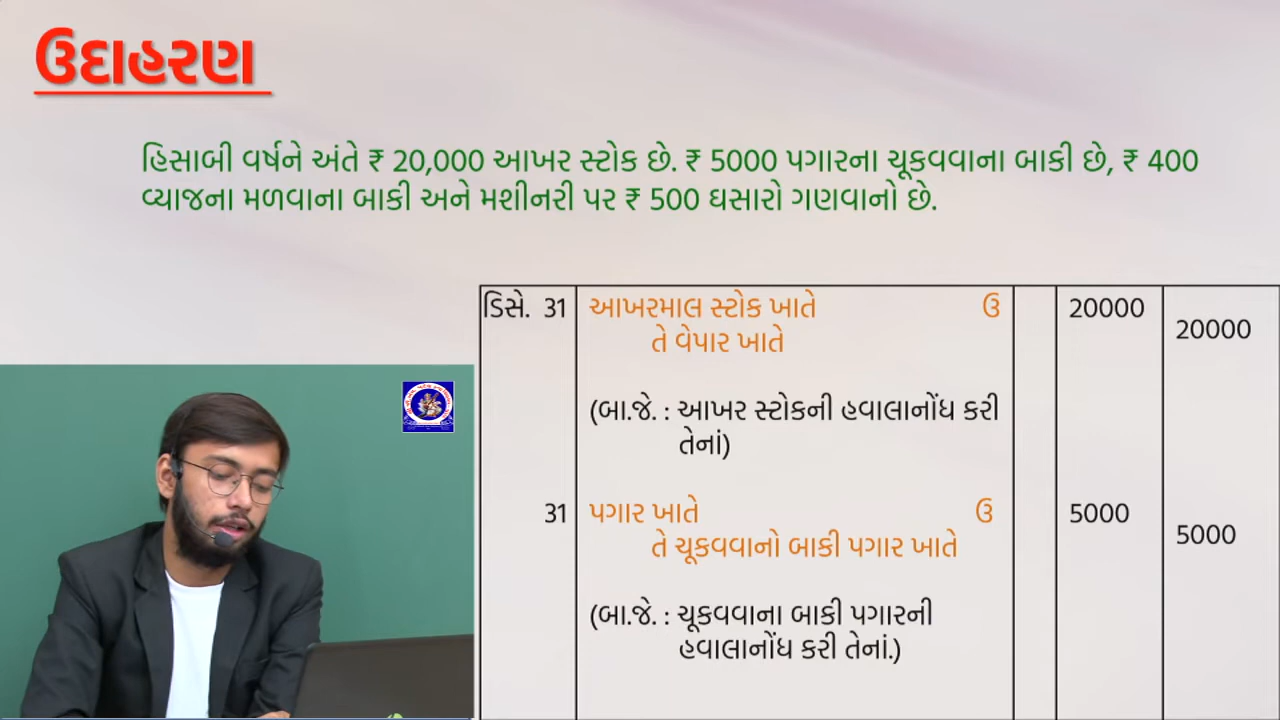 ઉદાહરણ
હિસાબી વર્ષને અંતે ₹ 20,000 આખર સ્ટોક છે. ₹ 5000 પગારના ચૂકવવાના બાકી છે, ₹ 400
વ્યાજના મળવાના બાકી અને મશીનરી પર ₹ 500 ઘસારો ગણવાનો છે.
ડિસે. 31 આખરમાલ સ્ટોક ખાતે ઉ 20000
તે વેપાર ખાતે 20000
(બા.જે. : આખર સ્ટોકની હવાલાનોંધ કરી
તેનાં)
31 પગાર ખાતે ઉ 5000
તે ચૂકવવાનો બાકી પગાર ખાતે 5000
(બા.જે. : ચૂકવવાના બાકી પગારની
હવાલાનોંધ કરી તેનાં.)